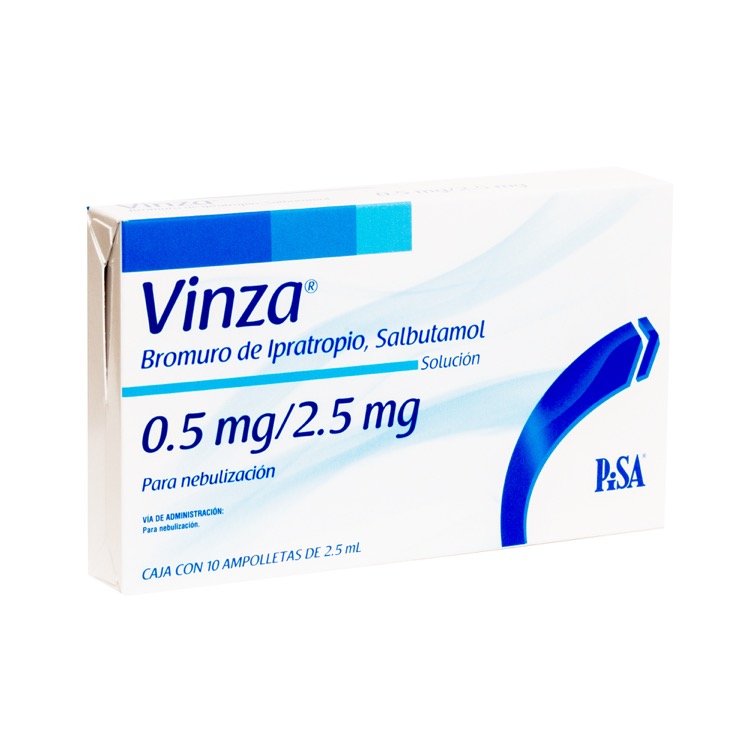 Vinza®
Bromuro de Ipratropio, Salbutamol
Solución
0.5 mg/2.5 mg
Para nebulización
VÍA DE ADMINISTRACIÓN:
Para nebulización.
CAJA CON 10 AMPOLLETAS DE 2.5 mL
PiSA®